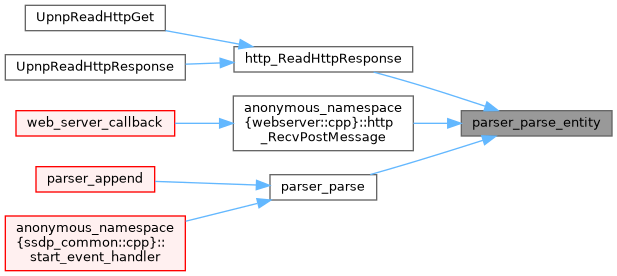 UpnpReadHttpGet
UpnpReadHttpResponse
http_ReadHttpResponse
web_server_callback
anonymous_namespace
{webserver::cpp}::http
_RecvPostMessage
parser_parse_entity
parser_append
parser_parse
anonymous_namespace
{ssdp_common::cpp}::
start_event_handler